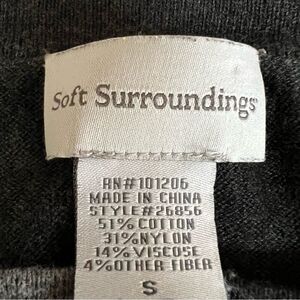 Soft Surroundings
RN#101206
MADE IN CHINA
STYLE#26856
51%COTTON
31%NYLON
14%VISCOSE
4%OTHER FIBER
S